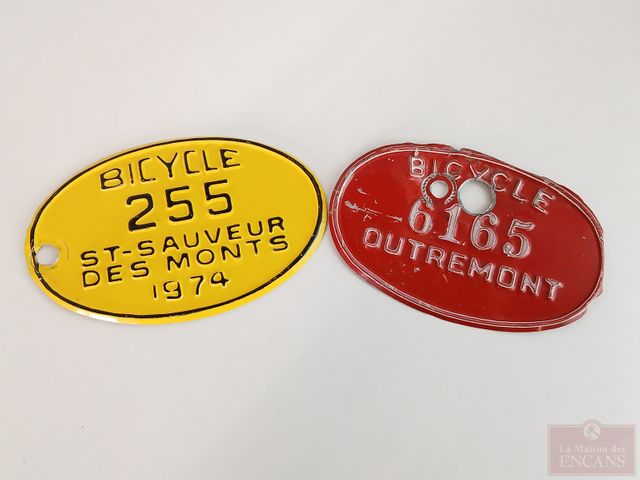 BICYCLE
255
ST-SAUVEUR
DES MONTS
1974
BICYCLE
6165
OUTREMONT
La Maison des
ENCANS